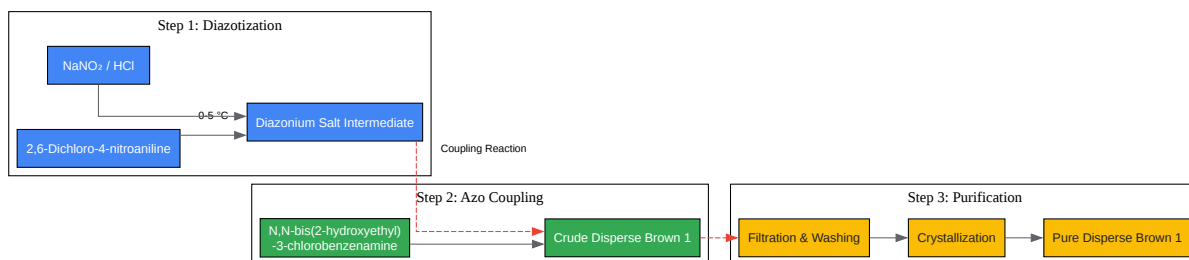 Step 1: Diazotization
NaNO₂ / HCl
0-5 °C
Diazonium Salt Intermediate
2,6-Dichloro-4-nitroaniline
Coupling Reaction
Step 2: Azo Coupling
N,N-bis(2-hydroxyethyl)
-3-chlorobenzenamine
Crude Disperse Brown 1
Step 3: Purification
Filtration & Washing
Crystallization
Pure Disperse Brown 1